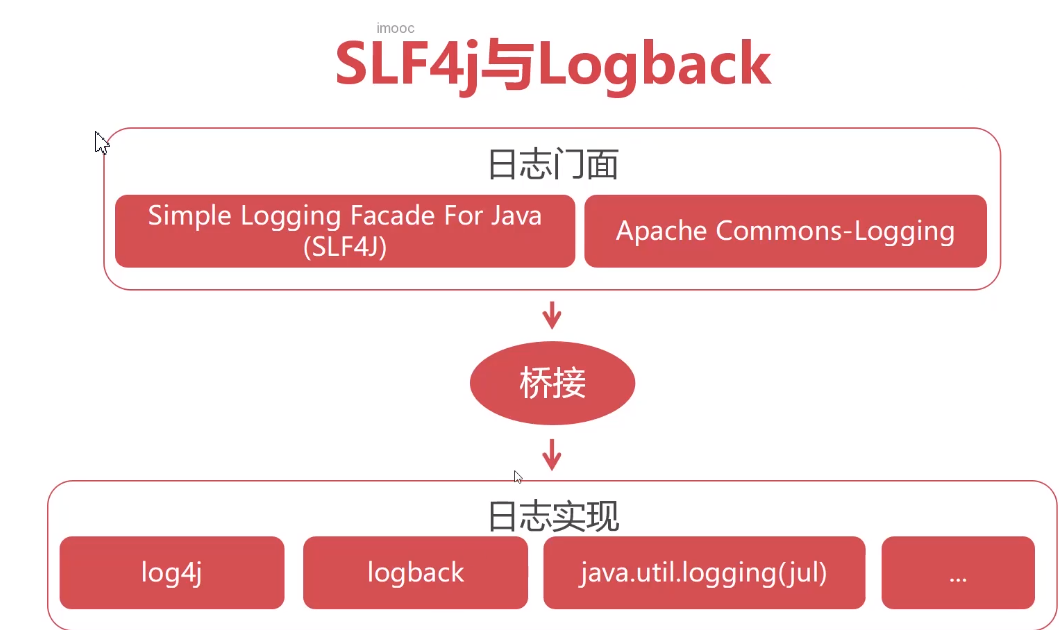 imooc
SLF4j与Logback
日志门面
Simple Logging Facade For Java
(SLF4J)
Apache Commons-Logging
桥接
日志实现
log4j
logback
java.util.logging(jul)
...